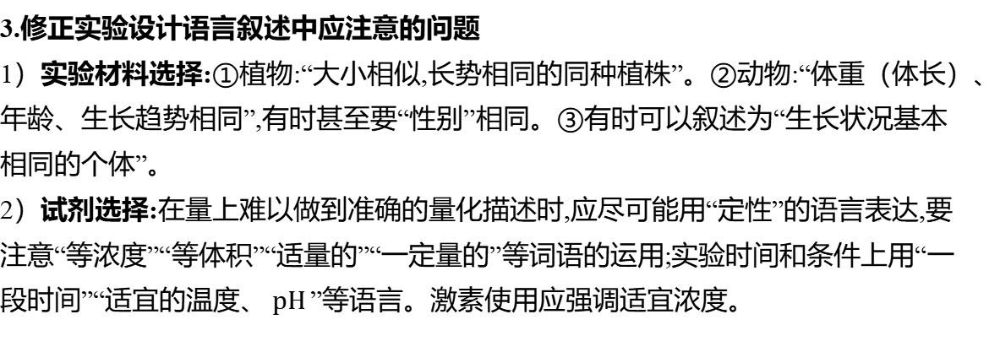 3.修正实验设计语言叙述中应注意的问题
1）实验材料选择:①植物:“大小相似,长势相同的同种植株”。②动物:“体重（体长）、
年龄、生长趋势相同”,有时甚至要“性别”相同。③有时可以叙述为“生长状况基本
相同的个体”。
2）试剂选择:在量上难以做到准确的量化描述时,应尽可能用“定性”的语言表达,要
注意“等浓度”“等体积”“适量的”“一定量的”等词语的运用;实验时间和条件上用“一
段时间”“适宜的温度、 pH ”等语言。激素使用应强调适宜浓度。